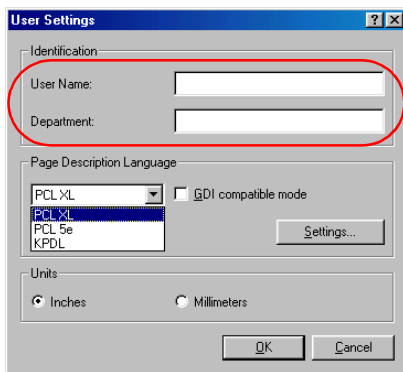 User Settings
Identification
User Name:
Department:
Page Description Language
PCL XL
GDI compatible mode
PCL XL
PCL 5e
KPDL
Settings...
Units
Inches
Millimeters
OK
Cancel